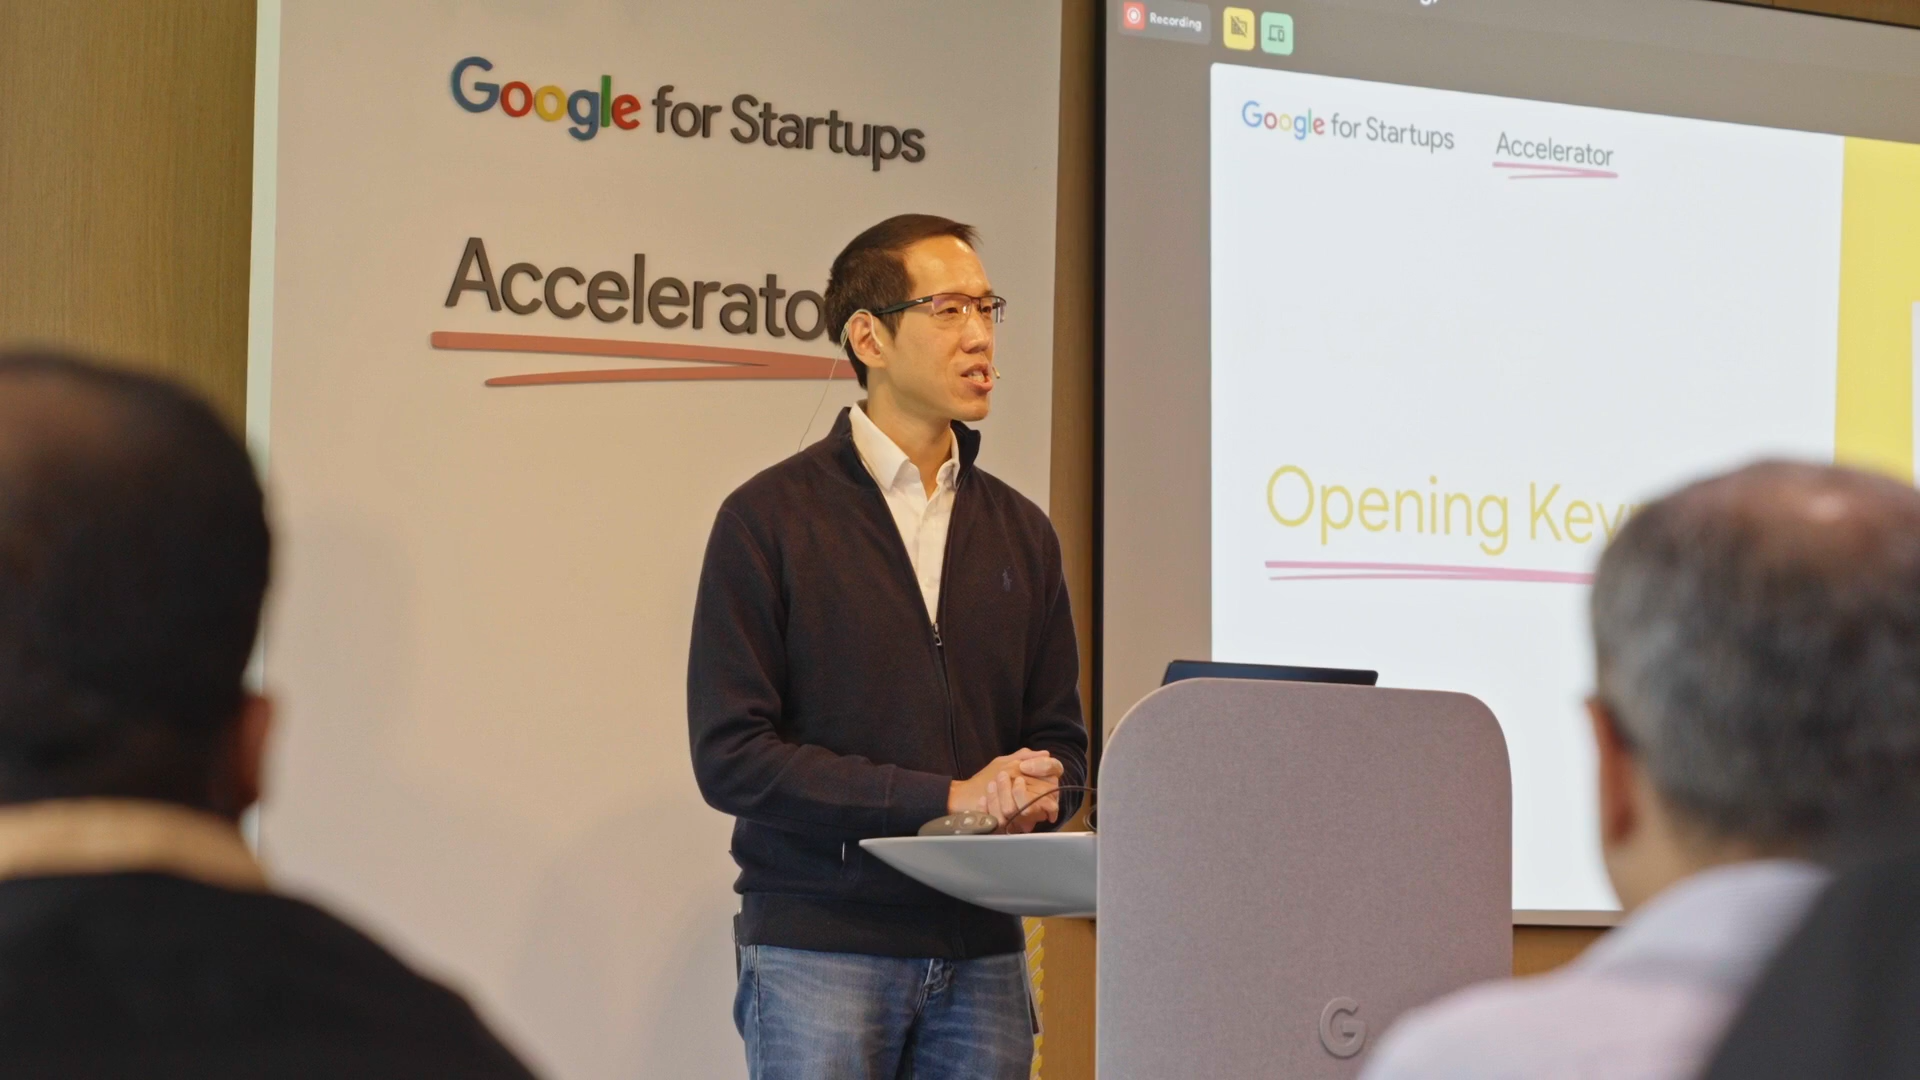 Google for Startups
Accelerato
Recording
Google for Startups
Accelerator
Opening Key
G